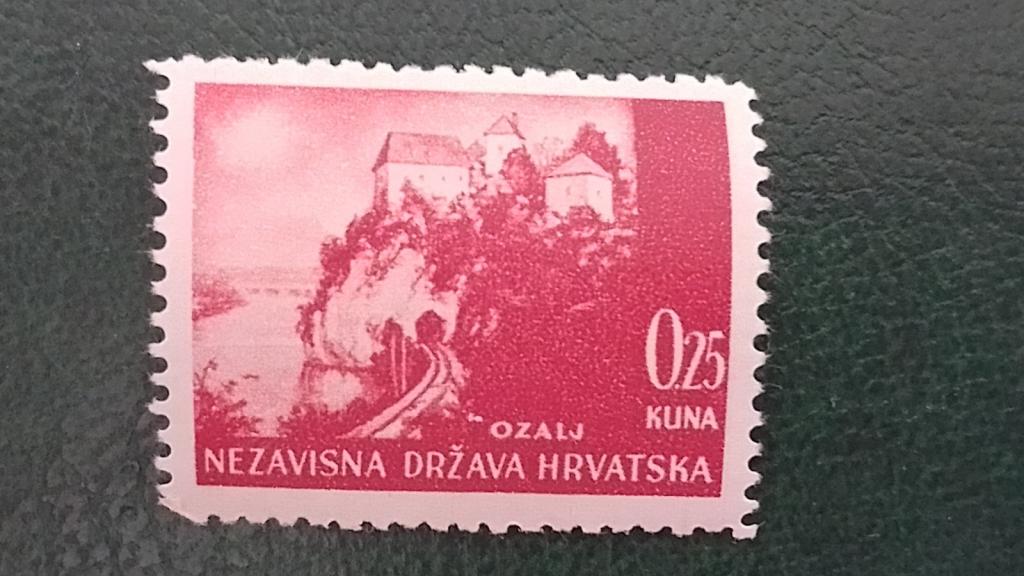 0.25
KUNA
OZALJ
NEZAVISNA DRŽAVA HRVATSKA